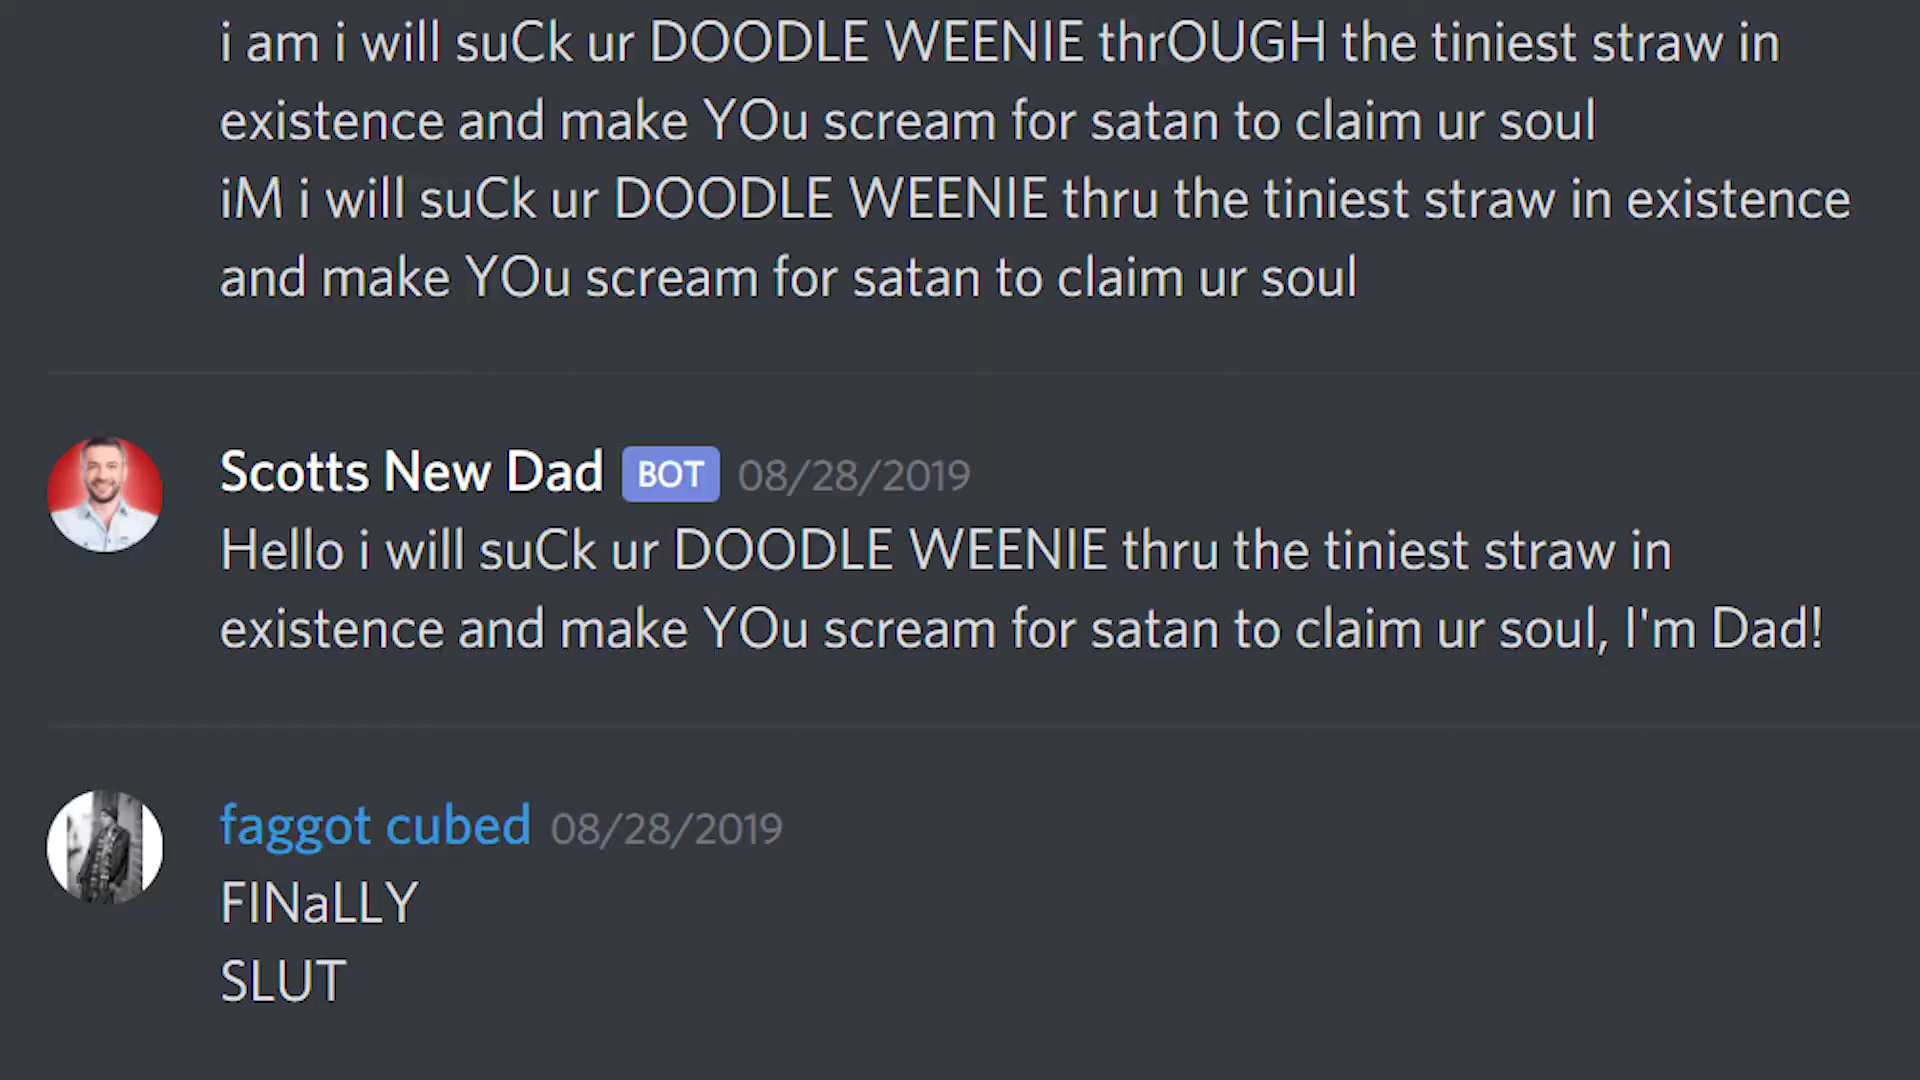 i am i will suCk ur DOODLE WEENIE thrOUGH the tiniest straw in
existence and make YOu scream for satan to claim ur soul
iM i will suCk ur DOODLE WEENIE thru the tiniest straw in existence
and make YOu scream for satan to claim ur soul
Scotts New Dad BOT 08/28/2019
Hello i will suCk ur DOODLE WEENIE thru the tiniest straw in
existence and make YOu scream for satan to claim ur soul, I'm Dad!
faggot cubed 08/28/2019
FINaLLY
SLUT